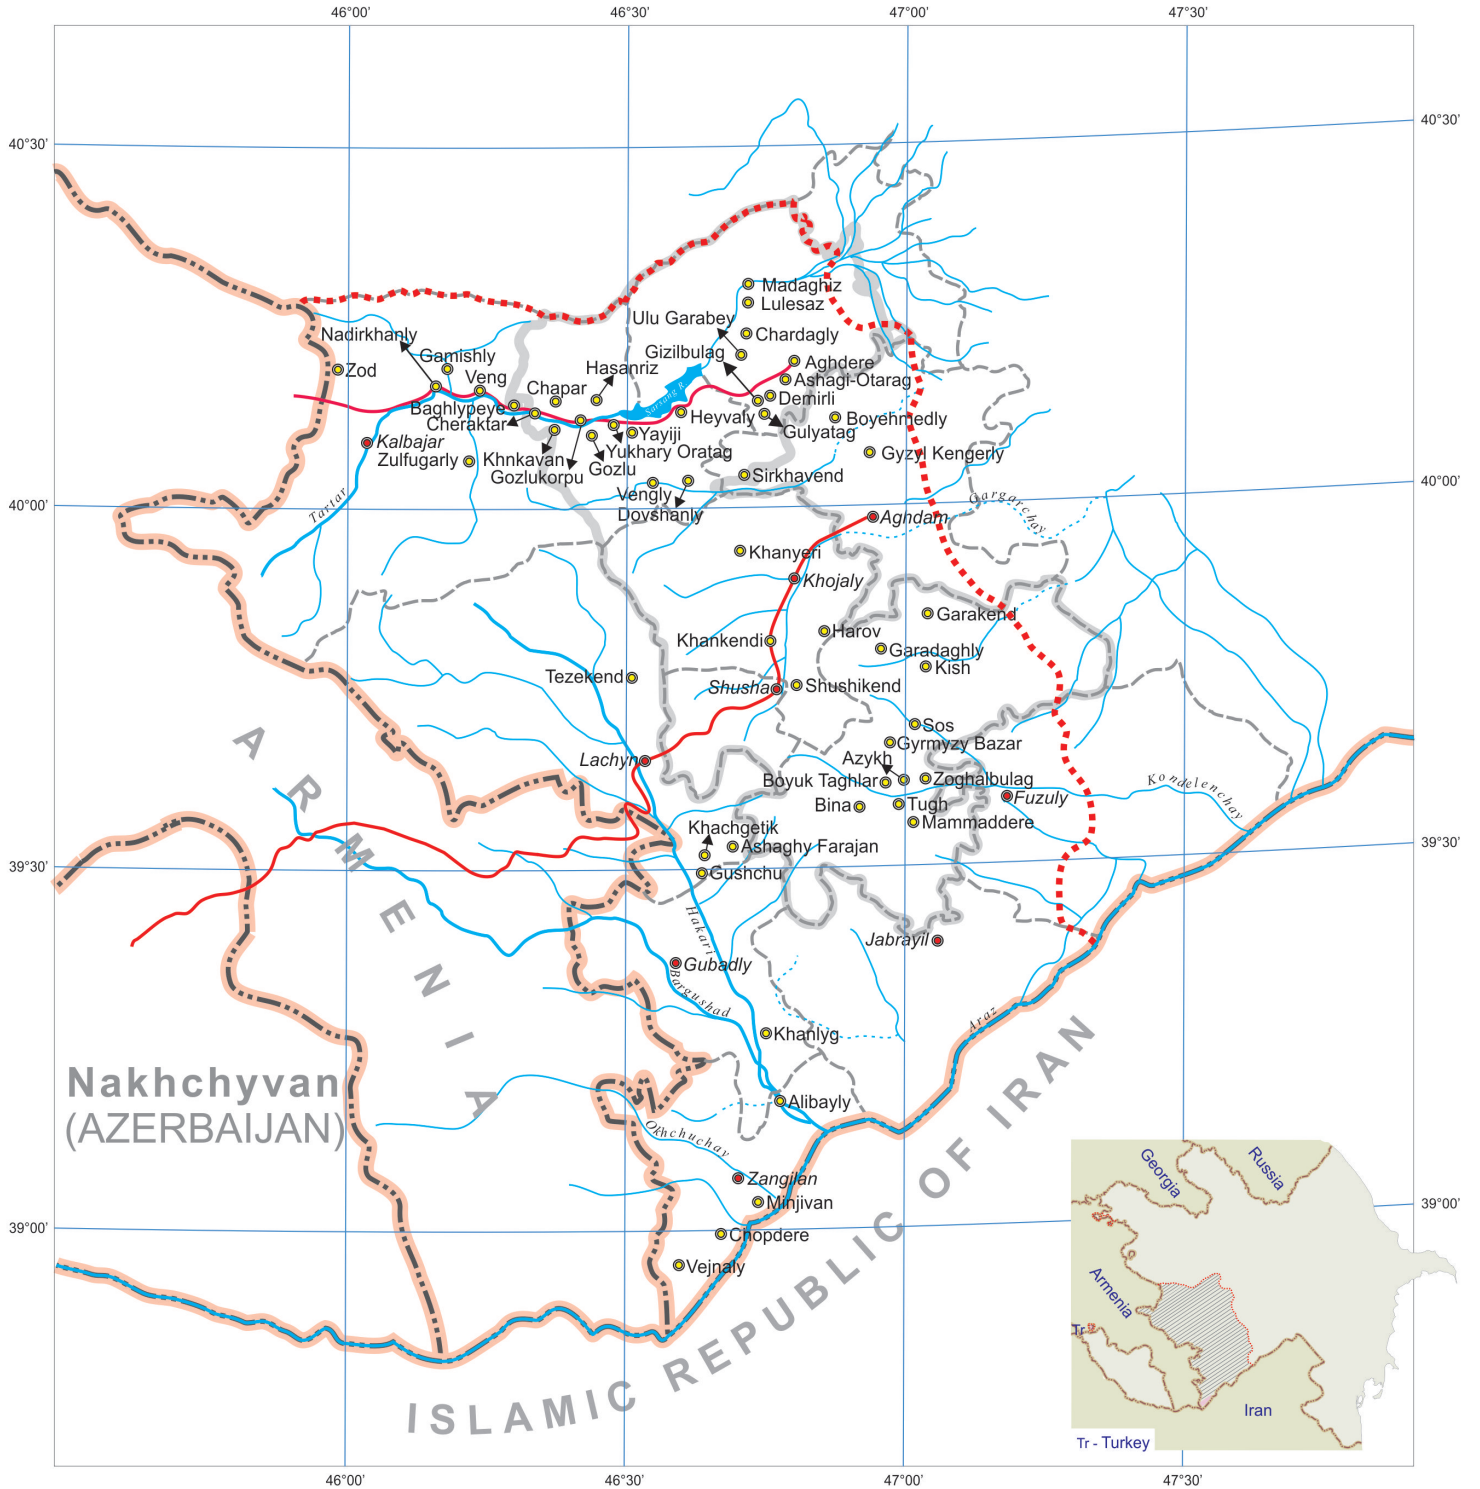 46°00'
46°30'
47°00'
47°30'
40°30'
40°30'
Madaghiz
Lulesaz
Ulu Garabey
Nadirkhanly
Chardagly
Gamishly
Gizilbulag
Zod
Hasanriz
Aghdere
Veng
Ashagi-Otarag
Chapar
Sarsang R.
Demirli
Baghlypeye
Heyvaly
Boyehmedly
Cheraktar
Gulyatag
Kalbajar
Yayiji
Yukhary Oratag
Gyzyl Kengerly
Zulfugarly
Khnkavan
Gozlu
Gozlukorpu
Sirkhavend
40°00'
40°00'
Vengly
Tartar
Dovshanly
Gargarchay
Agndam
Khanyeri
Khojaly
Garakend
Harov
Khankendi
Garadaghly
Kish
Tezekend
Shusha
Shushikend
Sos
Gyrmyzy Bazar
Lachyn
Azykh
Boyuk Taghlar
Zoghalbulag
Kondelenchay
Fuzuly
Bina
Tugh
Mammaddere
Khachgetik
Ashaghy Farajan
39°30'
39°30'
Gushchu
Hakari
Jabrayil
Gubadly
Bargushad
Khanlyg
Araz
ARMENIA
Nakhchyvan
(AZERBAIJAN)
Alibayly
Okhchuchay
Zangilan
Minjivan
39°00'
39°00'
Chopdere
Vejnaly
ISLAMIC REPUBLIC OF IRAN
Georgia
Russia
Armenia
Tr
Iran
Tr - Turkey
46°00'
46°30'
47°00'
47°30'